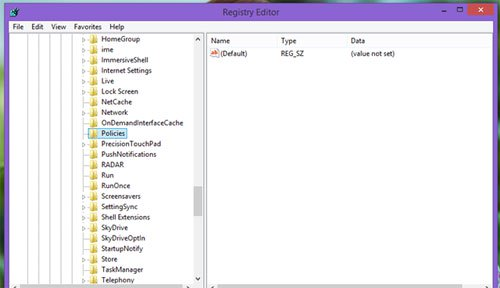 Registry Editor
File Edit View Favorites Help
HomeGroup
ime
ImmersiveShell
Internet Settings
Live
Lock Screen
NetCache
Network
OnDemandInterfaceCache
Policies
PrecisionTouchPad
PushNotifications
RADAR
Run
RunOnce
Screensavers
SettingSync
Shell Extensions
SkyDrive
SkyDriveOptIn
StartupNotify
Store
TaskManager
Telephony
Name Type Data
ab (Default) REG_SZ (value not set)